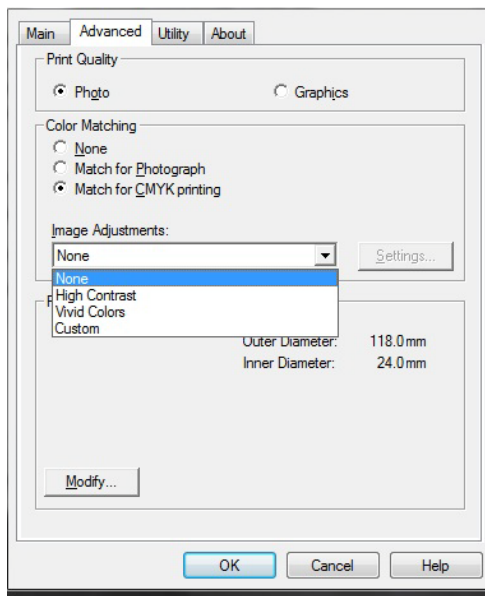 Main Advanced Utility About
Print Quality
Photo Graphics
Color Matching
None
Match for Photograph
Match for CMYK printing
Image Adjustments:
None Settings...
None
High Contrast
Vivid Colors
Custom
Outer Diameter: 118.0mm
Inner Diameter: 24.0mm
Modify...
OK Cancel Help